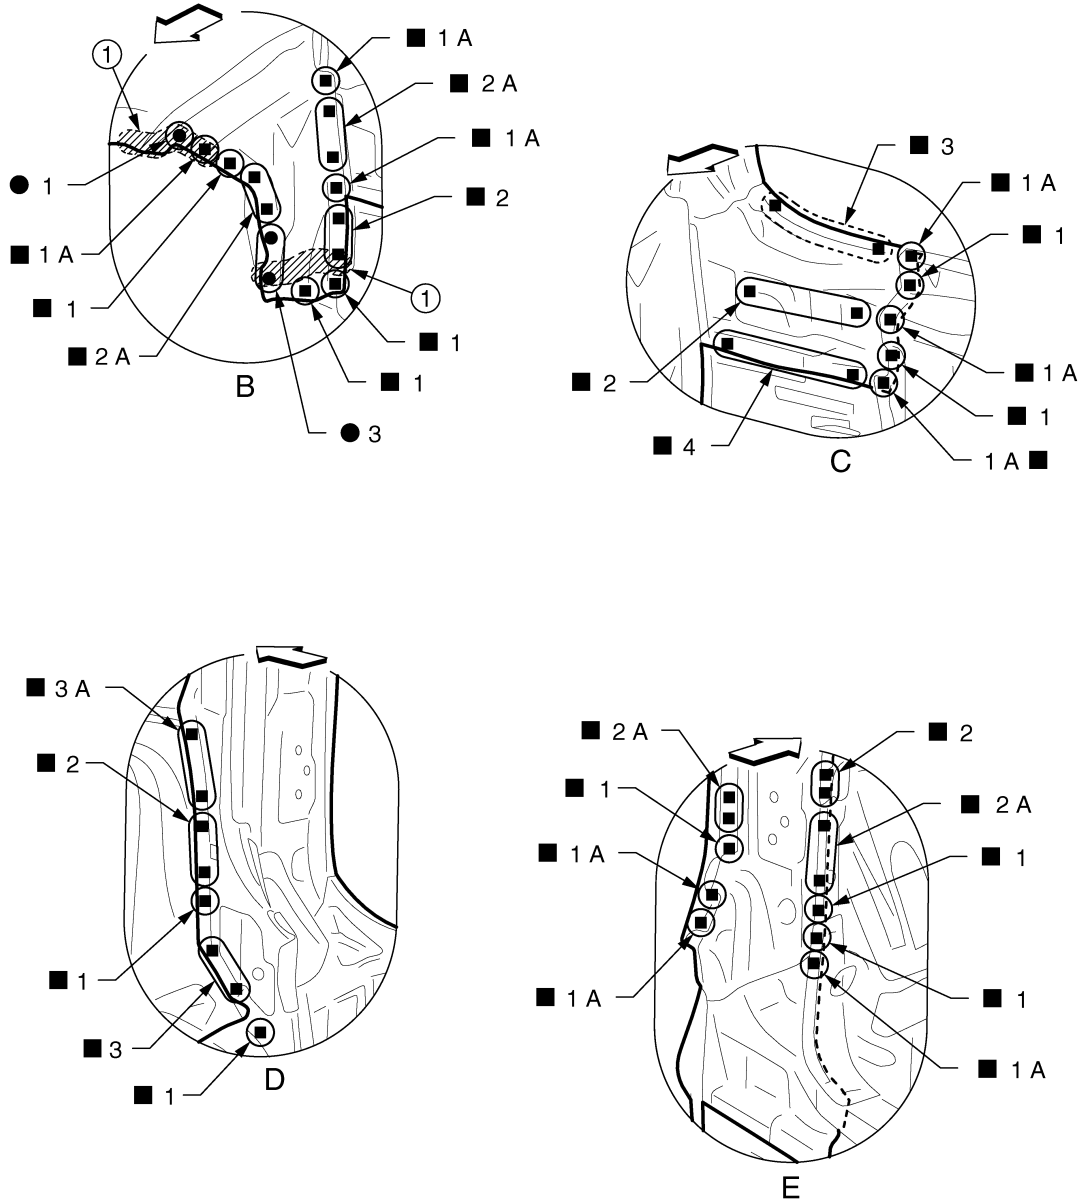 ■ 1 A
1
■ 2 A
■ 1 A
● 1
■ 2
■ 1 A
1
■ 1
■ 1
■ 2 A
■ 1
B
● 3
■ 3
■ 1 A
■ 1
■ 2
■ 1 A
■ 1
■ 4
1 A ■
C
■ 3 A
■ 2
■ 1
■ 3
■ 1
D
■ 2 A
■ 2
■ 1
■ 2 A
■ 1 A
■ 1
■ 1 A
■ 1
■ 1 A
E